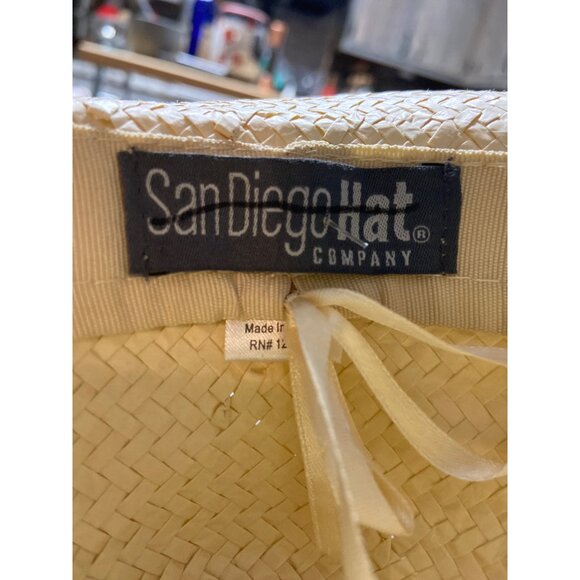 San Diego Hat®
COMPANY
Made in
RN# 12